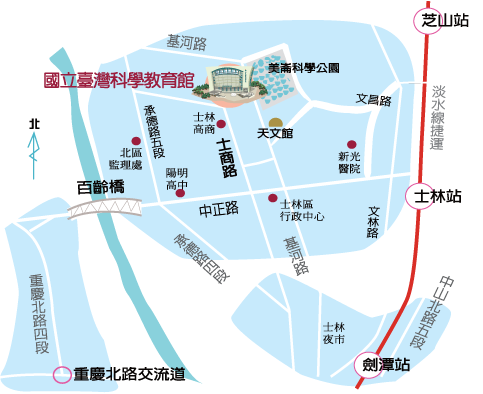 芝山站
基河路
美崙科學公園
國立臺灣科學教育館
文昌路
淡水線捷運
承德路五段
士林
高商
天文館
北
士商路
北區
監理處
新光
醫院
陽明
高中
百齡橋
士林站
中正路
士林區
行政中心
文林路
承德路四段
基河路
重慶北路四段
中山北路五段
士林
夜市
劍潭站
重慶北路交流道